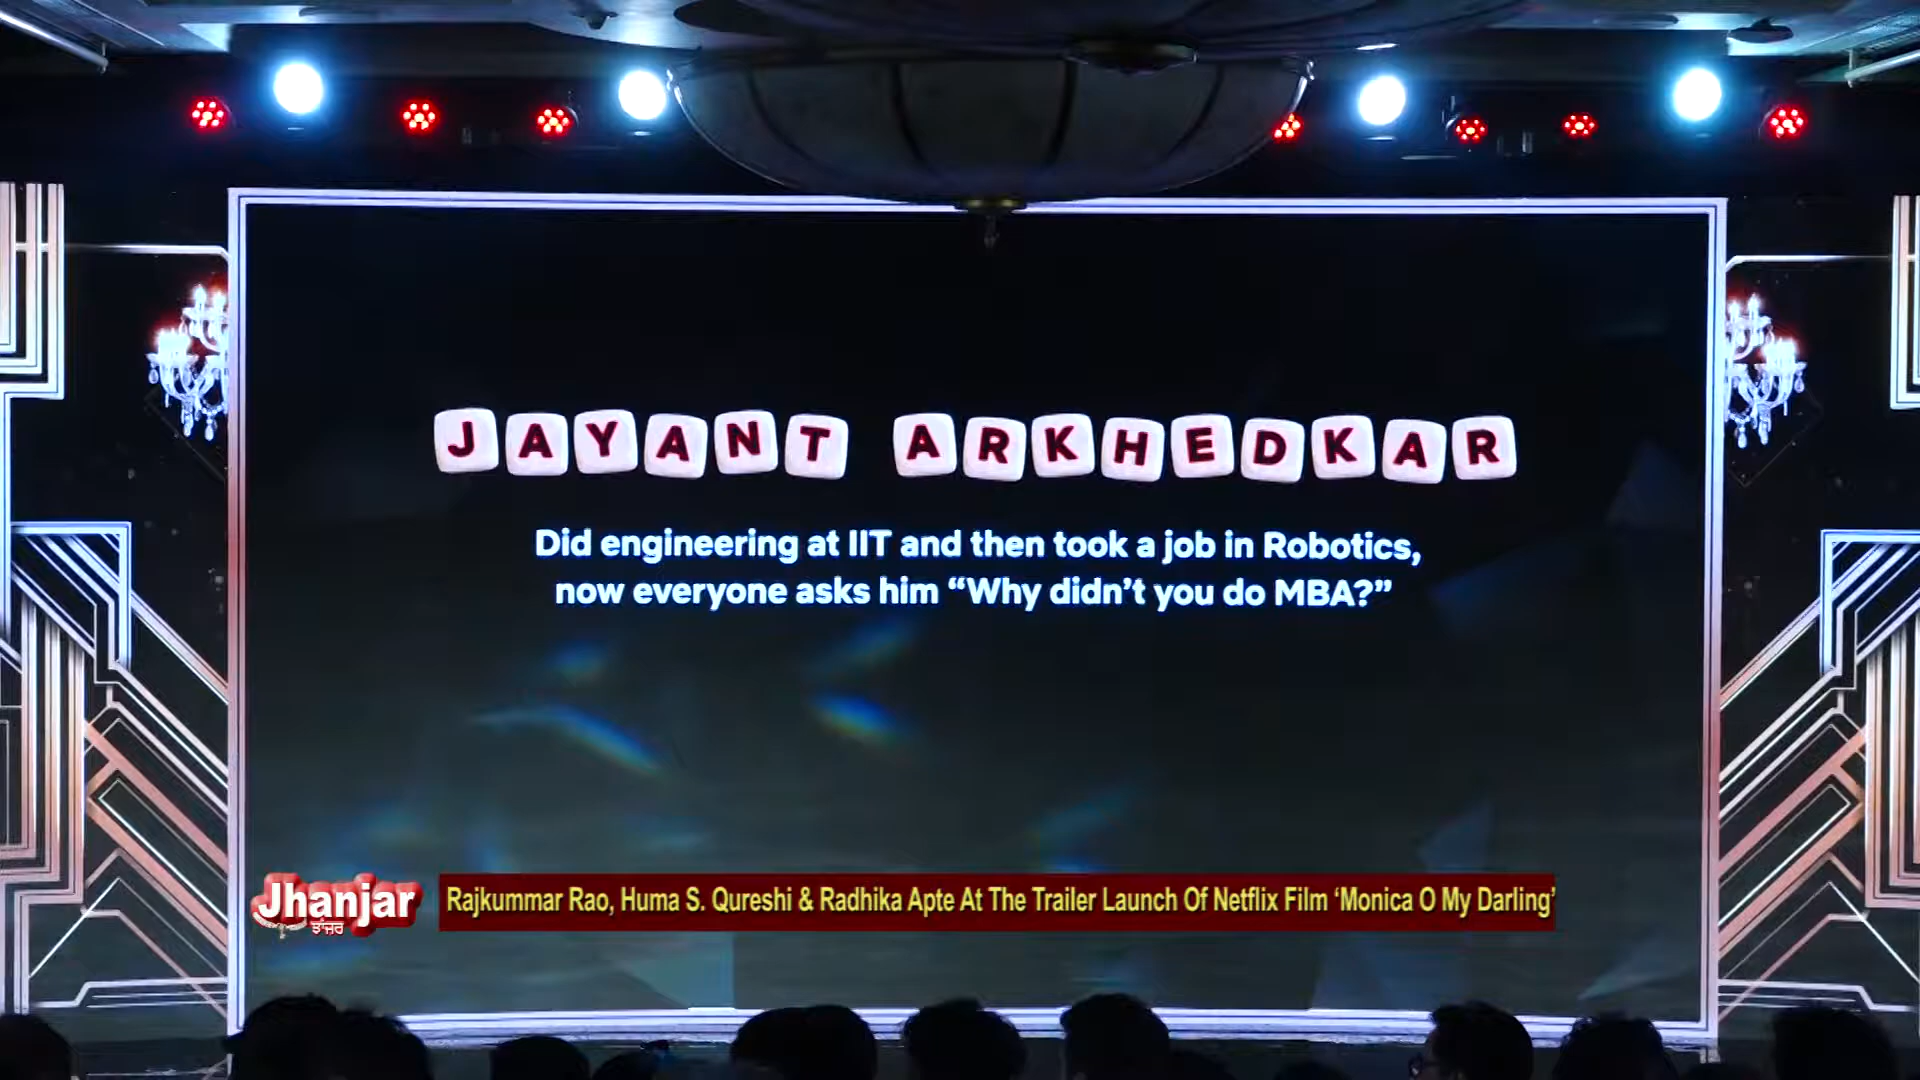 JAYANT ARKHEDKAR
Did engineering at IIT and then took a job in Robotics,
now everyone asks him “Why didn’t you do MBA?”
Jhanjar
ਝਾਂਜਰ
Rajkummar Rao, Huma S. Qureshi & Radhika Apte At The Trailer Launch Of Netflix Film ‘Monica O My Darling’